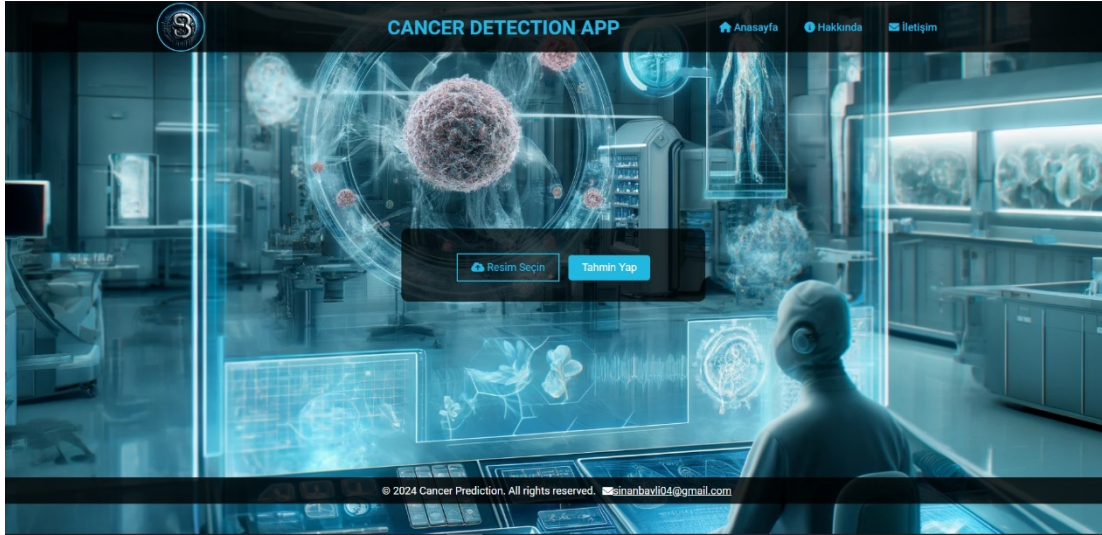 CANCER DETECTION APP
Anasayfa
Hakkında
İletişim
Resim Seçin
Tahmin Yap
© 2024 Cancer Prediction. All rights reserved. sinanbavli04@gmail.com